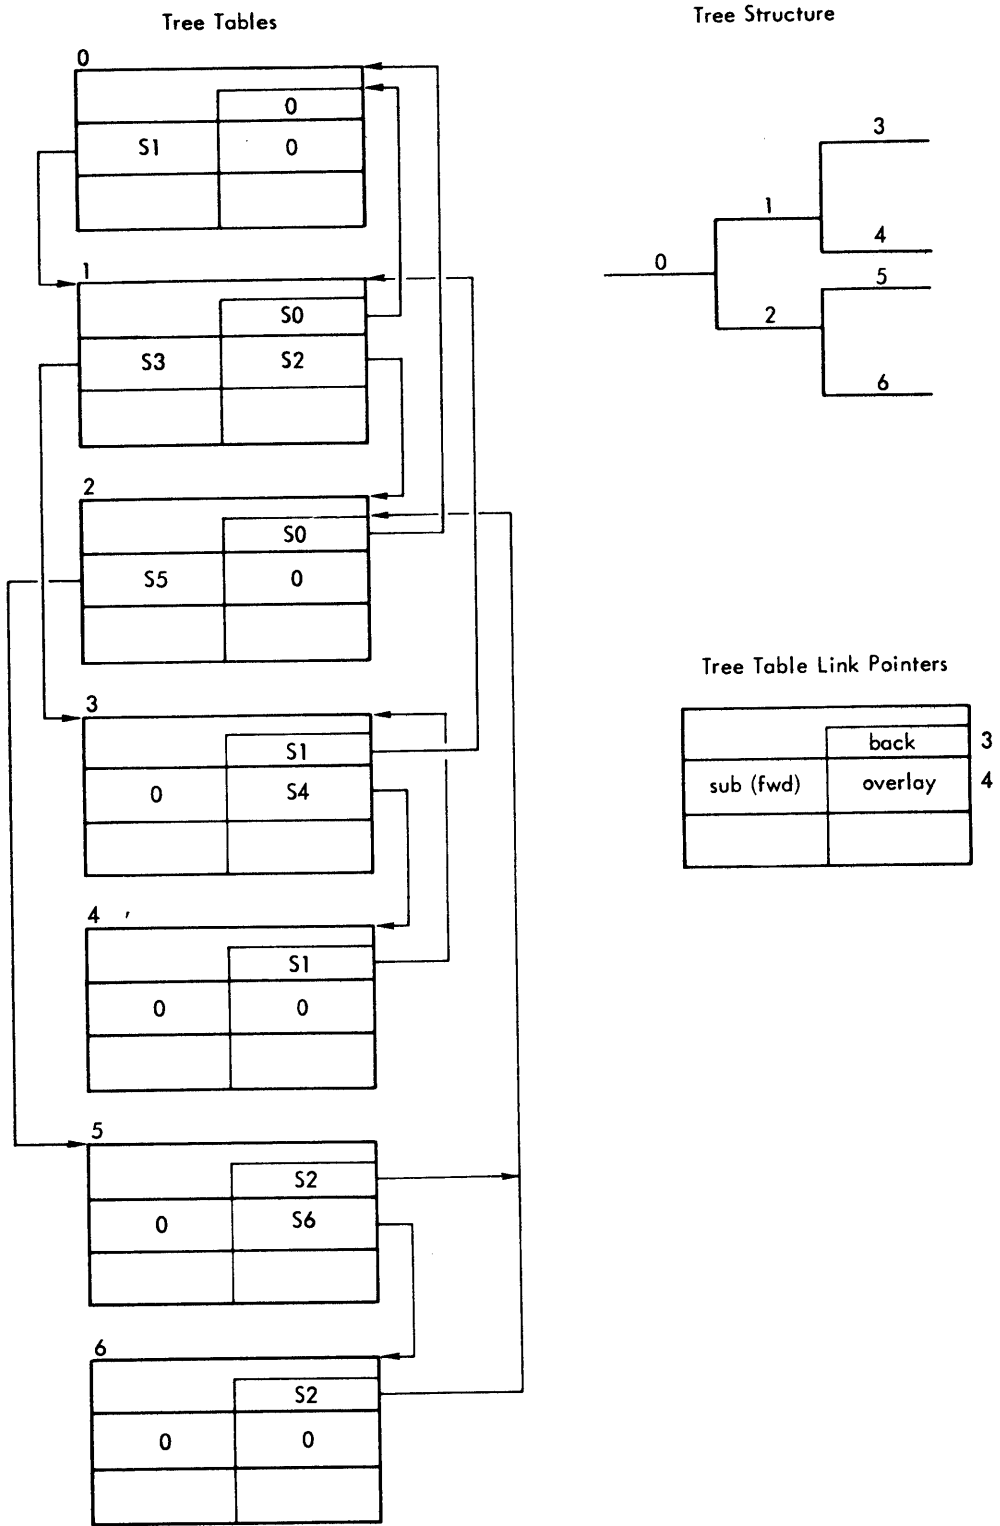 Tree Tables
0
0
S1 0
1
S0
S3 S2
2
S0
S5 0
3
S1
0 S4
4
S1
0 0
5
S2
0 S6
6
S2
0 0
Tree Structure
3
1
4
0
5
2
6
Tree Table Link Pointers
back 3
sub (fwd) overlay 4